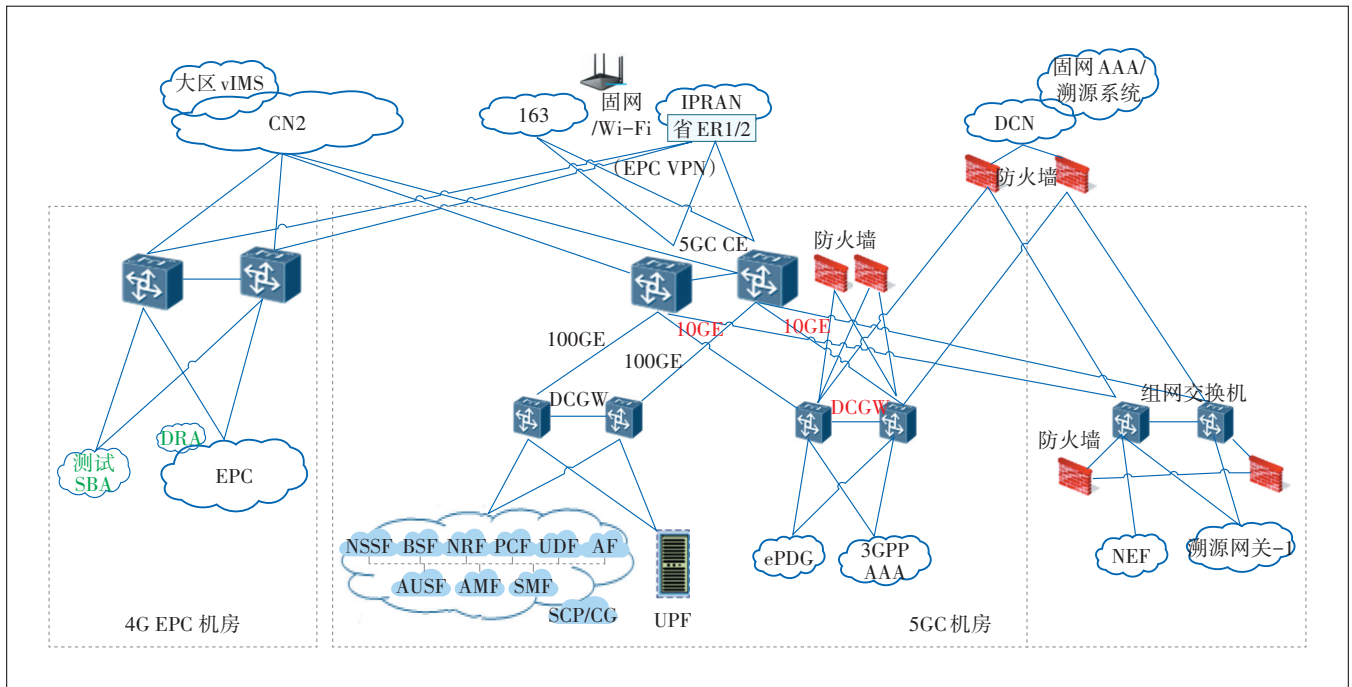 大区 vIMS
CN2
163
固网
/Wi-Fi
IPRAN
省 ER1/2
(EPC VPN)
固网 AAA/
溯源系统
DCN
防火墙
5GC CE
防火墙
10GE
10GE
100GE
100GE
DCGW
DCGW
组网交换机
防火墙
测试
SBA
DRA
EPC
NSSF
BSF
NRF
PCF
UDF
AF
AUSF
AMF
SMF
SCP/CG
UPF
ePDG
3GPP
AAA
NEF
溯源网关-1
4G EPC 机房
5GC 机房